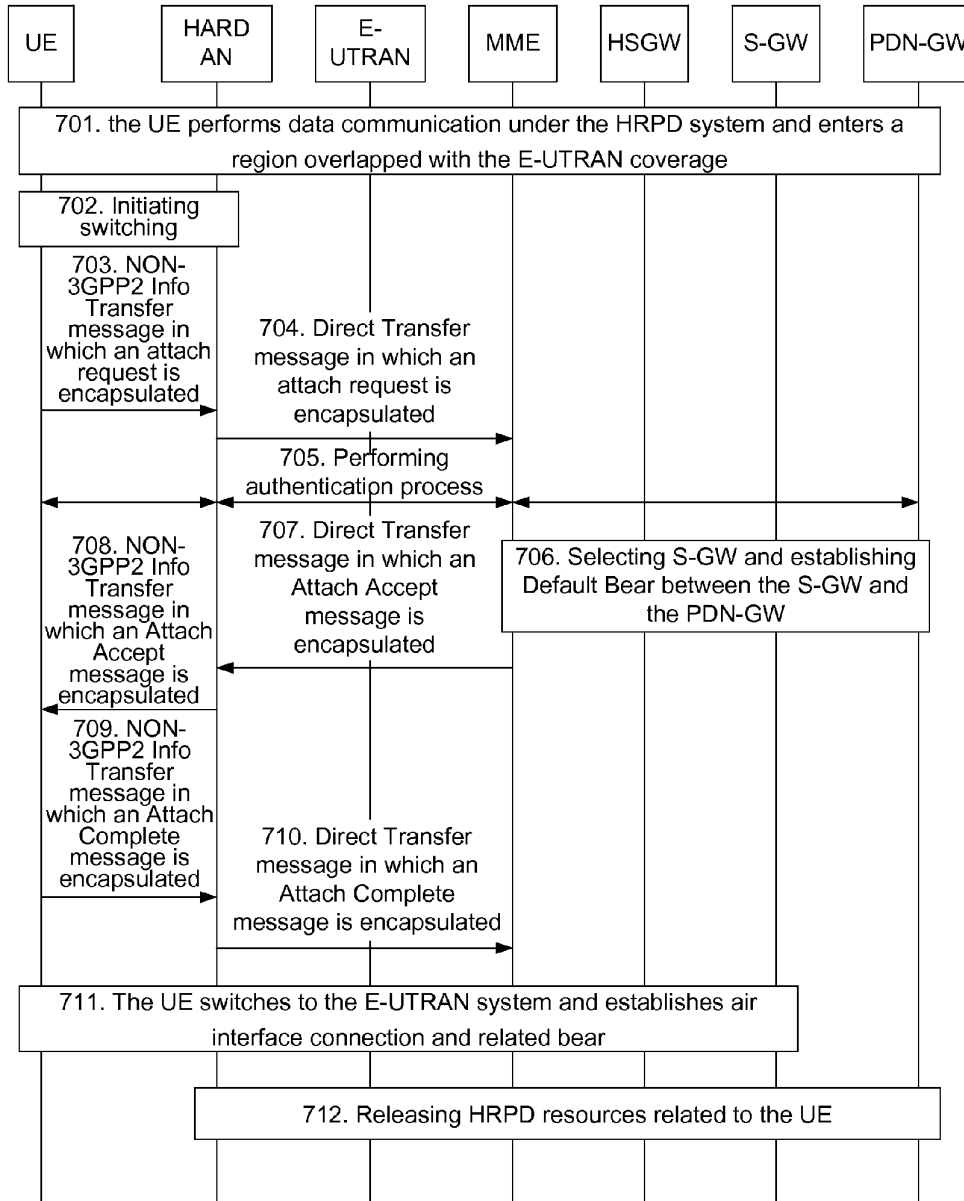 UE
HARD
AN
E-
UTRAN
MME
HSGW
S-GW
PDN-GW
701. the UE performs data communication under the HRPD system and enters a
region overlapped with the E-UTRAN coverage
702. Initiating
switching
703. NON-
3GPP2 Info
Transfer
message in
which an attach
request is
encapsulated
704. Direct Transfer
message in which an
attach request is
encapsulated
705. Performing
authentication process
706. Selecting S-GW and establishing
Default Bear between the S-GW and
the PDN-GW
707. Direct Transfer
message in which an
Attach Accept
message is
encapsulated
708. NON-
3GPP2 Info
Transfer
message in
which an Attach
Accept
message is
encapsulated
709. NON-
3GPP2 Info
Transfer
message in
which an Attach
Complete
message is
encapsulated
710. Direct Transfer
message in which an
Attach Complete
message is encapsulated
711. The UE switches to the E-UTRAN system and establishes air
interface connection and related bear
712. Releasing HRPD resources related to the UE